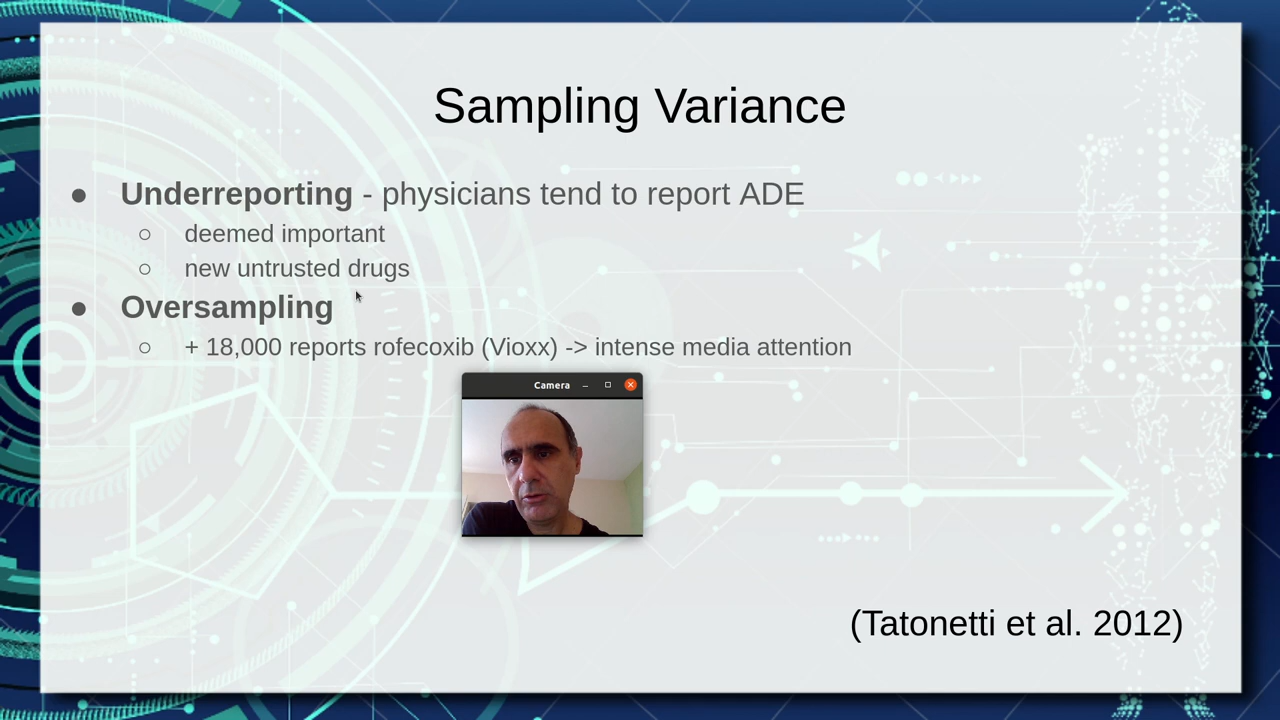 Sampling Variance
● Underreporting - physicians tend to report ADE
○ deemed important
○ new untrusted drugs
● Oversampling
○ + 18,000 reports rofecoxib (Vioxx) -> intense media attention
Camera
(Tatonetti et al. 2012)